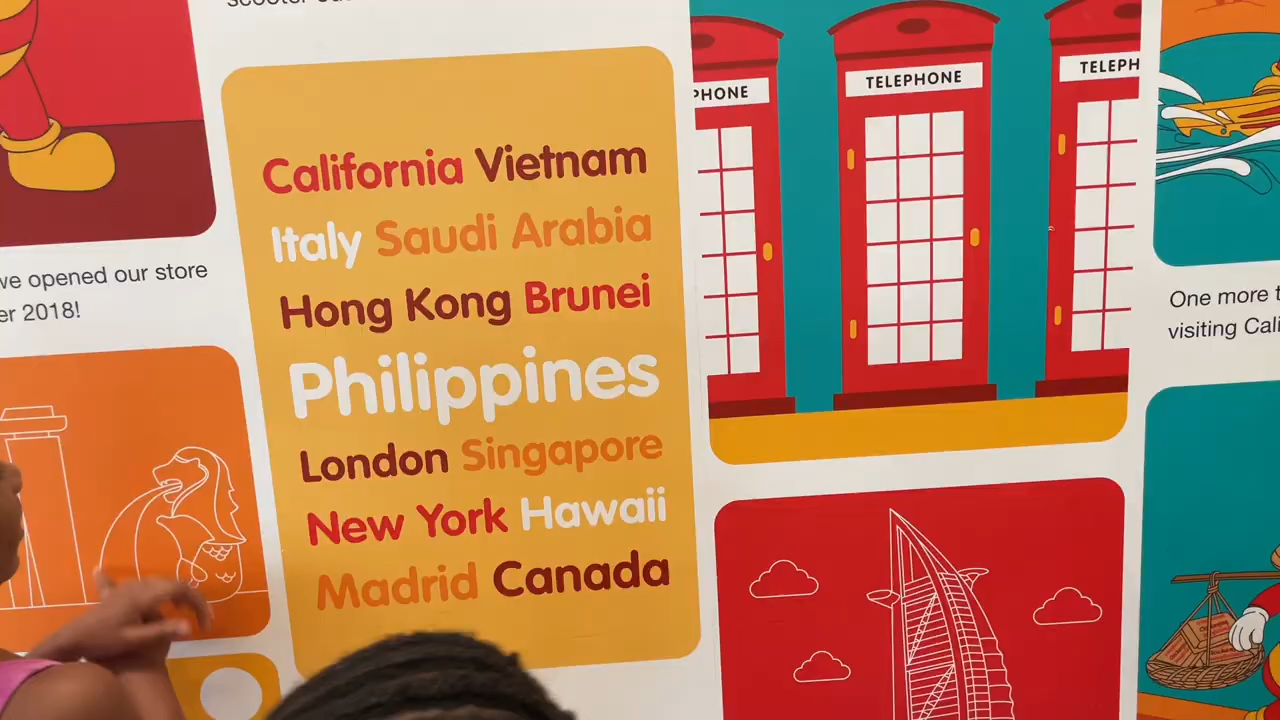 we opened our store
er 2018!
California Vietnam
Italy Saudi Arabia
Hong Kong Brunei
Philippines
London Singapore
New York Hawaii
Madrid Canada
PHONE
TELEPHONE
TELEPH
One more t
visiting Cali